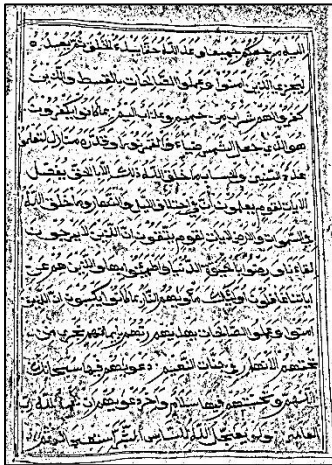 اليه مرجعكم جميعا وعد الله حقا انه يبدؤا الخلق ثم يعيده
ليجزي الذين امنوا وعملوا الصالحات بالقسط والذين
كفروا لهم شراب من حميم وعذاب اليم بما كانوا يكفرون
هو الذي جعل الشمس ضياء والقمر نورا وقدره منازل لتعلموا
عدد السنين والحساب ما خلق الله ذلك الا بالحق يفصل
الايات لقوم يعلمون ان في اختلاف الليل والنهار وما خلق الله
في السموات والارض لايات لقوم يتقون ان الذين لا يرجون
لقاءنا ورضوا بالحيوة الدنيا واطمانوا بها والذين هم عن
اياتنا غافلون اولئك ماويهم النار بما كانوا يكسبون ان الذين
امنوا وعملوا الصالحات يهديهم ربهم بايمانهم تجري من
تحتهم الانهار في جنات النعيم دعويهم فيها سبحانك
اللهم وتحيتهم فيها سلام واخر دعويهم ان الحمد لله رب
العالمين ولو يعجل الله للناس الشر